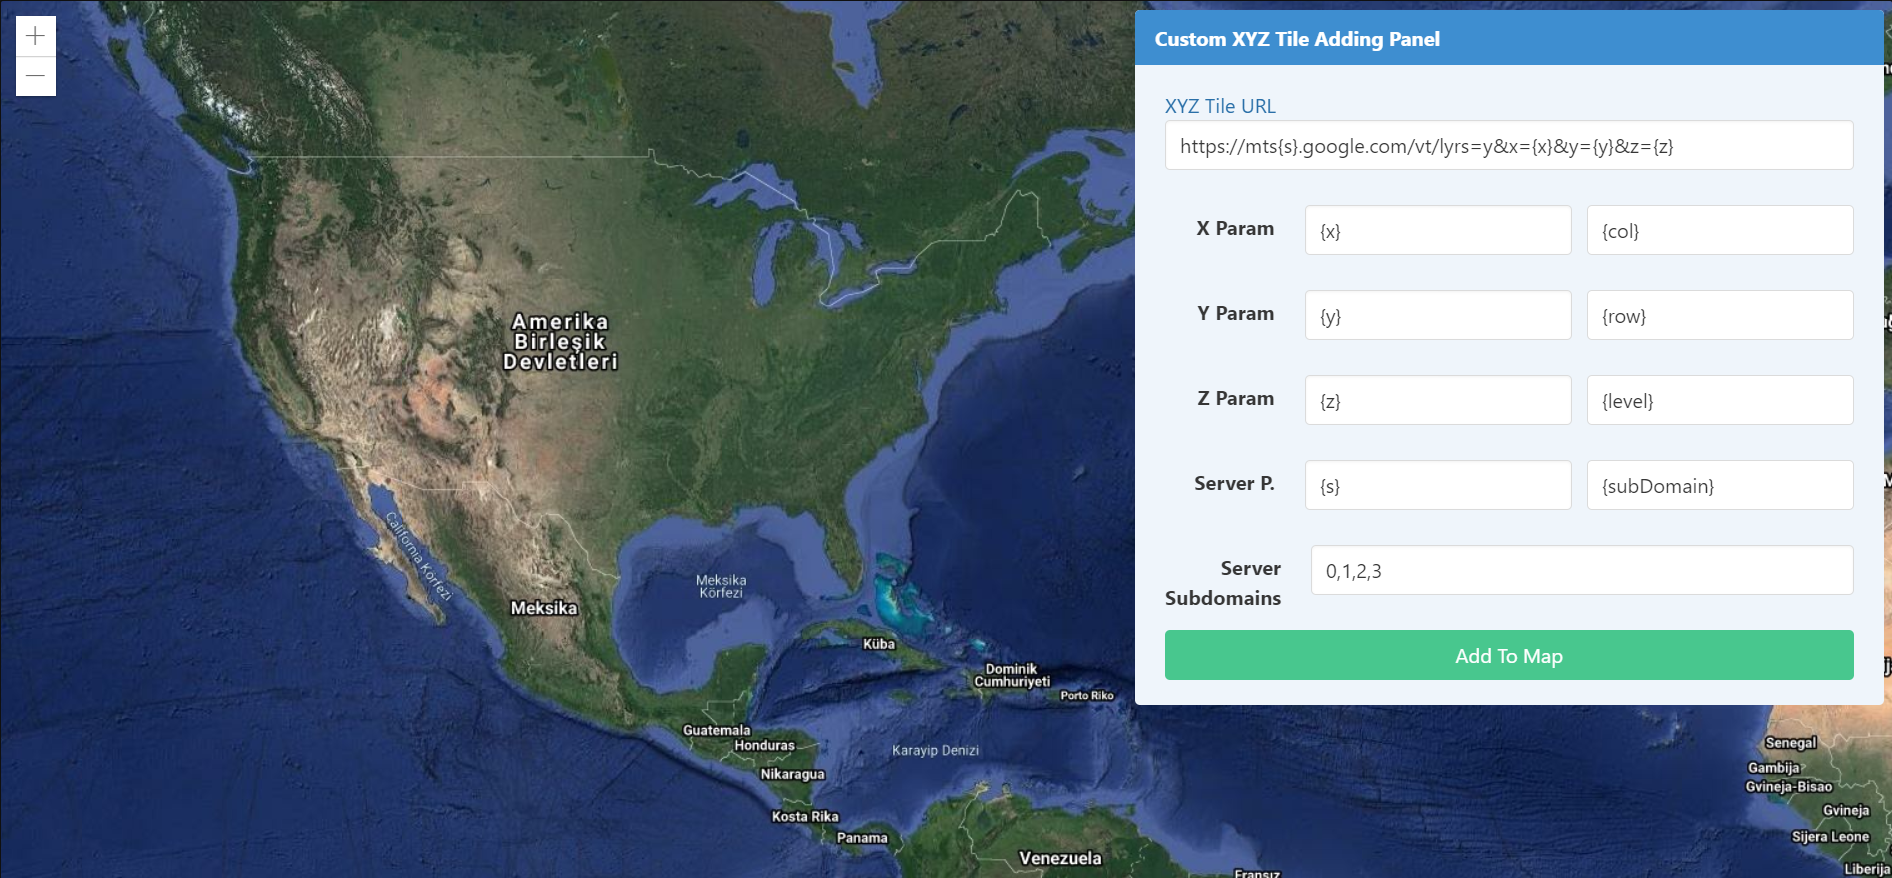 Custom XYZ Tile Adding Panel
XYZ Tile URL
https://mts{s}.google.com/vt/lyrs=y&x={x}&y={y}&z={z}
X Param
{x}
{col}
Y Param
{y}
{row}
Z Param
{z}
{level}
Server P.
{s}
{subDomain}
Server
Subdomains
0,1,2,3
Add To Map
Amerika
Birleşik
Devletleri
California Körfezi
Meksika
Körfezi
Meksika
Küba
Dominik
Cumhuriyeti
Porto Riko
Guatemala
Honduras
Karayip Denizi
Nikaragua
Kosta Rika
Panama
Venezuela
Senegal
Gambija
Gvineja-Bisao
Gvineja
Sijera Leone
Liberija